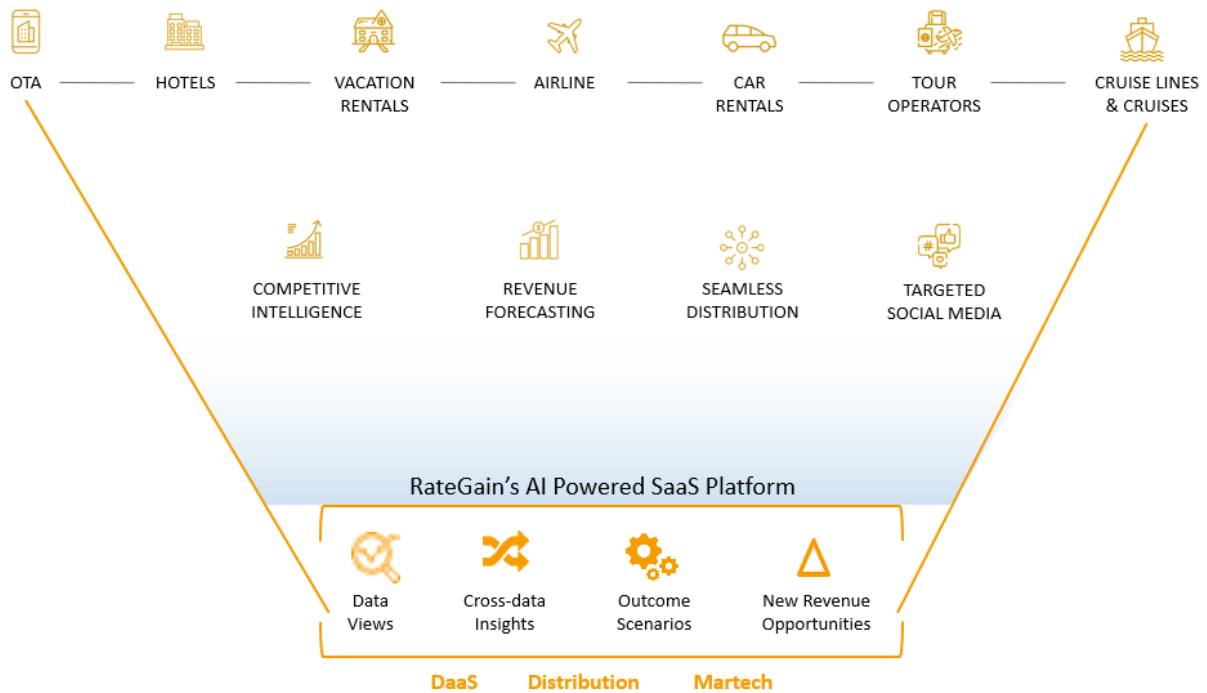 OTA
HOTELS
VACATION
RENTALS
AIRLINE
CAR
RENTALS
TOUR
OPERATORS
CRUISE LINES
& CRUISES
COMPETITIVE
INTELLIGENCE
REVENUE
FORECASTING
SEAMLESS
DISTRIBUTION
TARGETED
SOCIAL MEDIA
RateGain's AI Powered SaaS Platform
Data
Views
Cross-data
Insights
Outcome
Scenarios
New Revenue
Opportunities
DaaS
Distribution
Martech